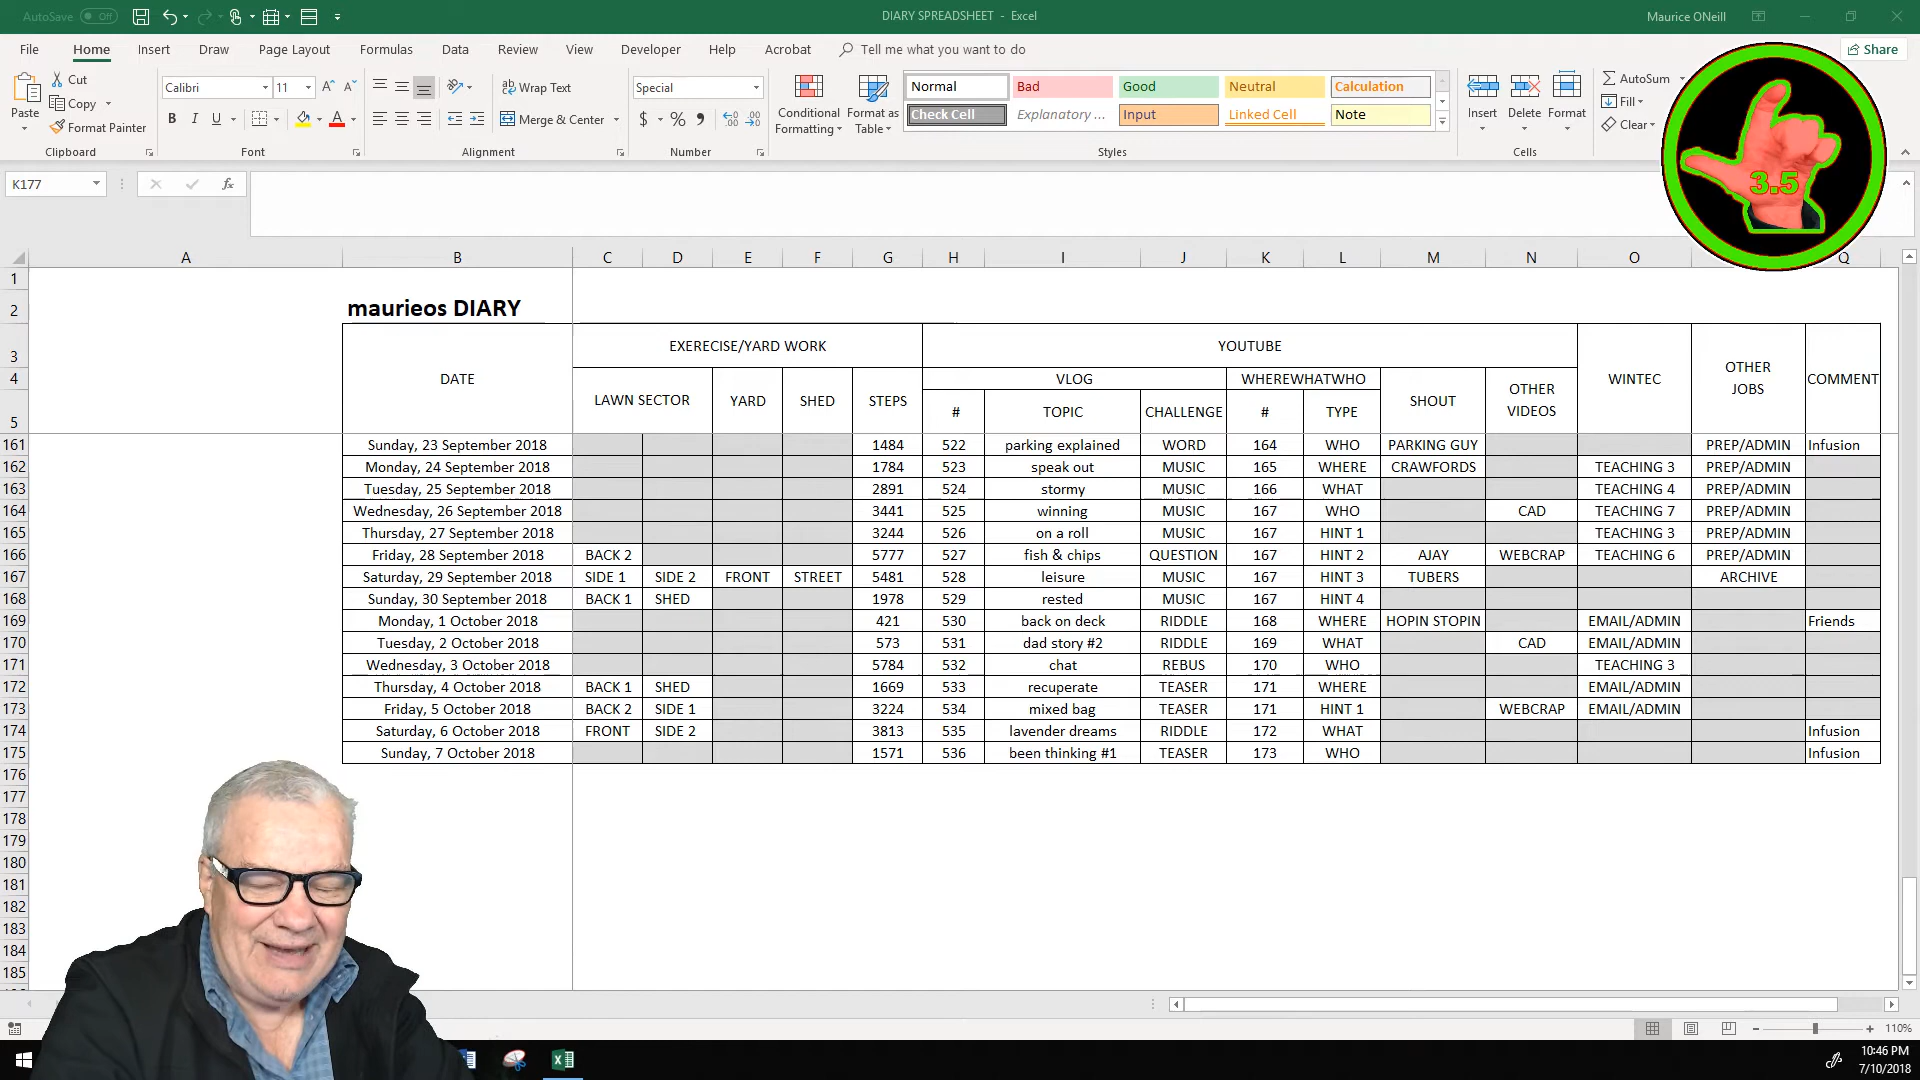 AutoSave Off DIARY SPREADSHEET - Excel Maurice ONeill
File Home Insert Draw Page Layout Formulas Data Review View Developer Help Acrobat Tell me what you want to do Share
Cut Calibri 11 Wrap Text Special Normal Bad Good Neutral Calculation AutoSum
Copy Fill
Paste Format Painter B I U Merge & Center $ % Conditional Formatting Format as Table Check Cell Explanatory ... Input Linked Cell Note Insert Delete Format Clear
Clipboard Font Alignment Number Styles Cells
3.5
K177 fx
A B C D E F G H I J K L M N O Q
1
2 maurieos DIARY
3 EXERECISE/YARD WORK YOUTUBE
4 DATE LAWN SECTOR YARD SHED STEPS VLOG WHEREWHATWHO SHOUT OTHER VIDEOS WINTEC OTHER JOBS COMMENT
5 # TOPIC CHALLENGE # TYPE
161 Sunday, 23 September 2018 1484 522 parking explained WORD 164 WHO PARKING GUY PREP/ADMIN Infusion
162 Monday, 24 September 2018 1784 523 speak out MUSIC 165 WHERE CRAWFORDS TEACHING 3 PREP/ADMIN
163 Tuesday, 25 September 2018 2891 524 stormy MUSIC 166 WHAT TEACHING 4 PREP/ADMIN
164 Wednesday, 26 September 2018 3441 525 winning MUSIC 167 WHO CAD TEACHING 7 PREP/ADMIN
165 Thursday, 27 September 2018 3244 526 on a roll MUSIC 167 HINT 1 TEACHING 3 PREP/ADMIN
166 Friday, 28 September 2018 BACK 2 5777 527 fish & chips QUESTION 167 HINT 2 AJAY WEBCRAP TEACHING 6 PREP/ADMIN
167 Saturday, 29 September 2018 SIDE 1 SIDE 2 FRONT STREET 5481 528 leisure MUSIC 167 HINT 3 TUBERS ARCHIVE
168 Sunday, 30 September 2018 BACK 1 SHED 1978 529 rested MUSIC 167 HINT 4
169 Monday, 1 October 2018 421 530 back on deck RIDDLE 168 WHERE HOPIN STOPIN EMAIL/ADMIN Friends
170 Tuesday, 2 October 2018 573 531 dad story #2 RIDDLE 169 WHAT CAD EMAIL/ADMIN
171 Wednesday, 3 October 2018 5784 532 chat REBUS 170 WHO TEACHING 3
172 Thursday, 4 October 2018 BACK 1 SHED 1669 533 recuperate TEASER 171 WHERE EMAIL/ADMIN
173 Friday, 5 October 2018 BACK 2 SIDE 1 3224 534 mixed bag TEASER 171 HINT 1 WEBCRAP EMAIL/ADMIN
174 Saturday, 6 October 2018 FRONT SIDE 2 3813 535 lavender dreams RIDDLE 172 WHAT Infusion
175 Sunday, 7 October 2018 1571 536 been thinking #1 TEASER 173 WHO Infusion
176
177
178
179
180
181
182
183
184
185
110%
10:46 PM
7/10/2018